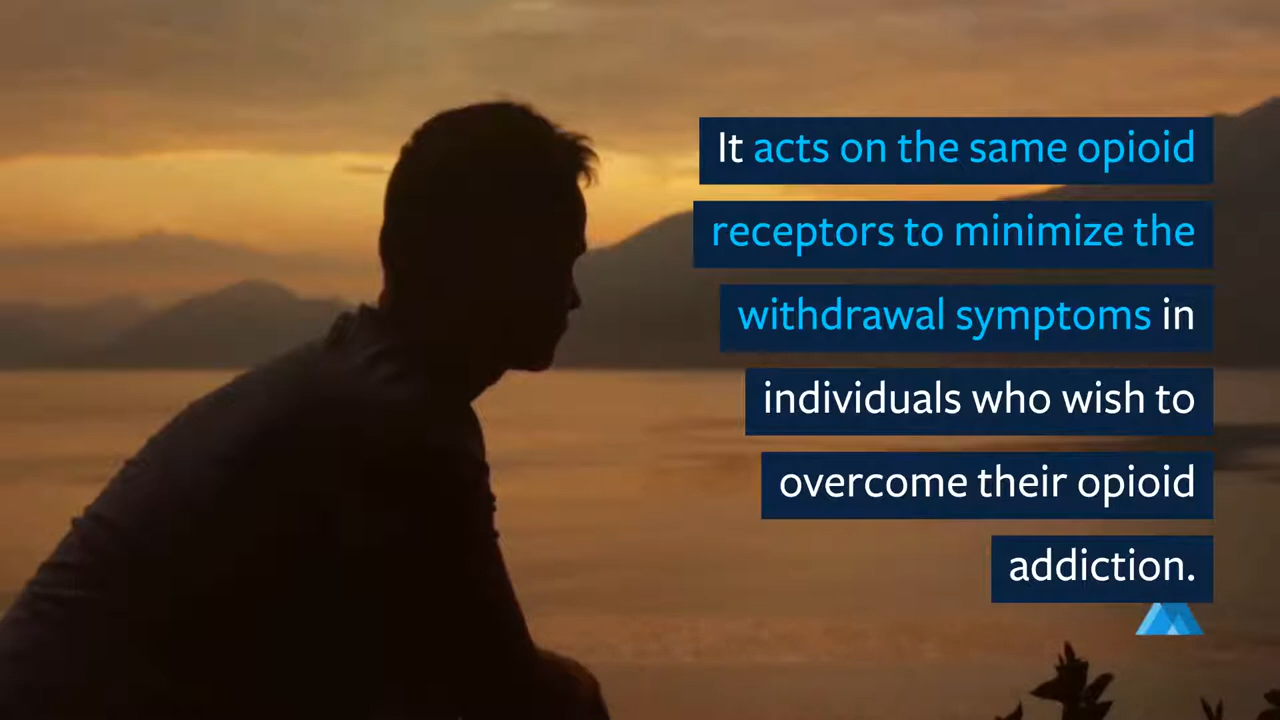 It acts on the same opioid
receptors to minimize the
withdrawal symptoms in
individuals who wish to
overcome their opioid
addiction.